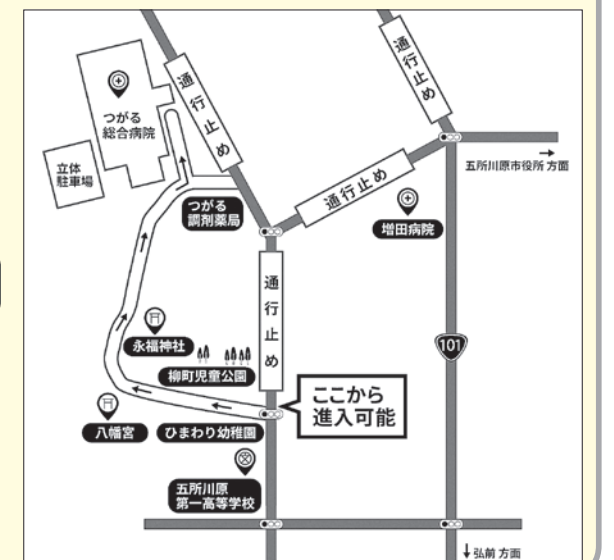 通行止め
通行止め
つがる
総合病院
立体
駐車場
五所川原市役所 方面
通行止め
つがる
調剤薬局
増田病院
通行止め
永福神社
101
柳町児童公園
ここから
進入可能
八幡宮
ひまわり幼稚園
五所川原
第一高等学校
弘前 方面